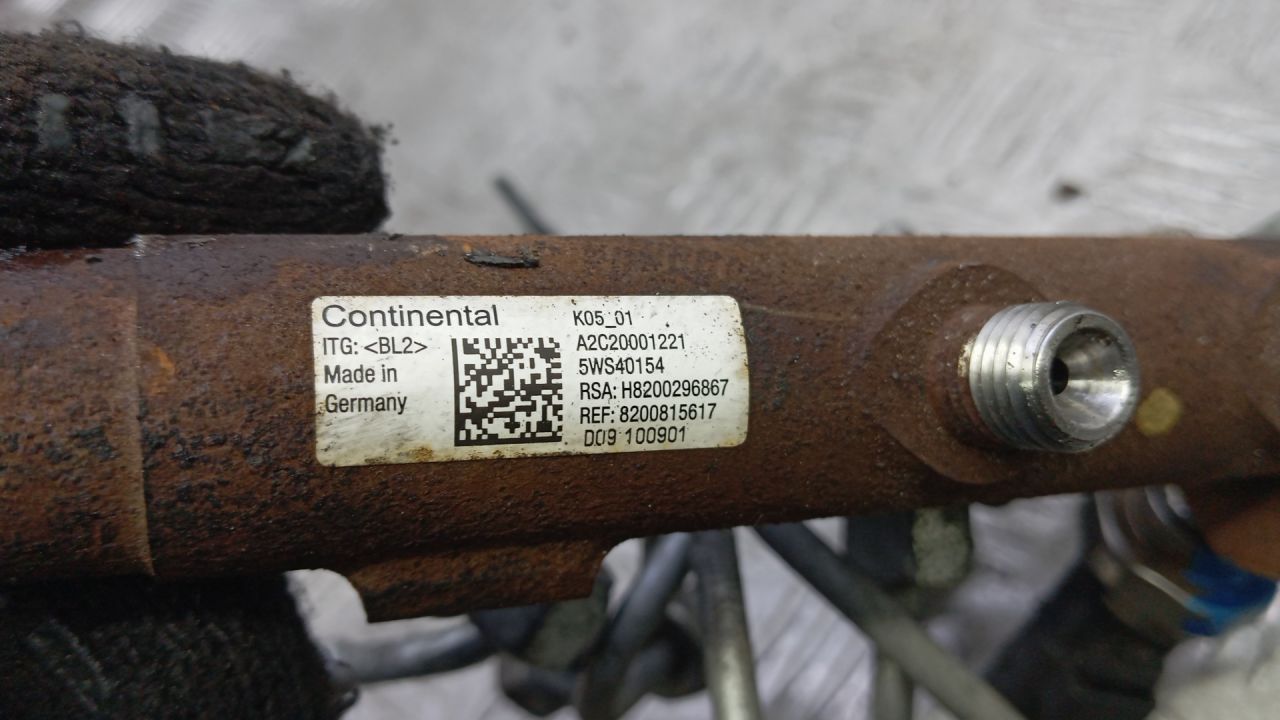 Continental
ITG: <BL2>
Made in
Germany
K05_01
A2C20001221
5WS40154
RSA: H8200296867
REF: 8200815617
D09 100901